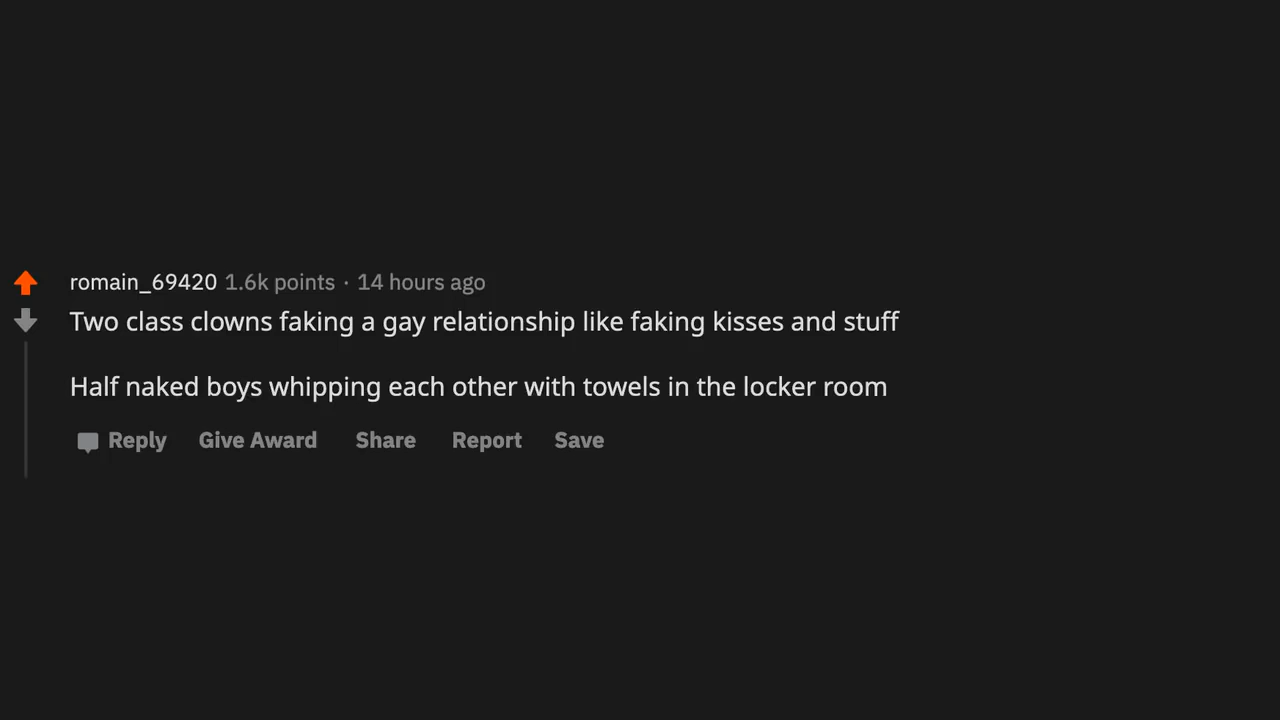 romain_69420 1.6k points · 14 hours ago
Two class clowns faking a gay relationship like faking kisses and stuff
Half naked boys whipping each other with towels in the locker room
Reply Give Award Share Report Save